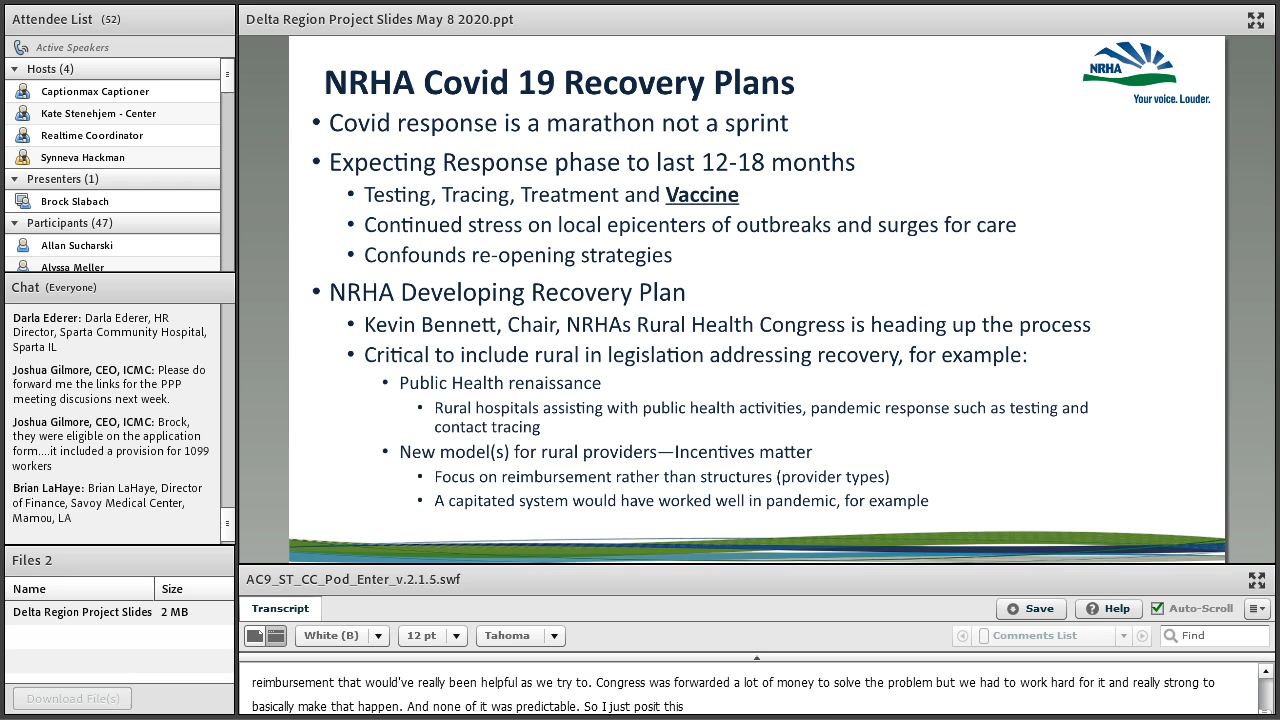 Attendee List (52)
Active Speakers
Hosts (4)
Captionmax Captioner
Kate Stenehjem - Center
Realtime Coordinator
Synneva Hackman
Presenters (1)
Brock Slabach
Participants (47)
Allan Sucharski
Alyssa Meller
Chat (Everyone)
Darla Ederer: Darla Ederer, HR
Director, Sparta Community Hospital,
Sparta IL
Joshua Gilmore, CEO, ICMC: Please do
forward me the links for the PPP
meeting discusions next week.
Joshua Gilmore, CEO, ICMC: Brock,
they were eligible on the application
form....it included a provision for 1099
workers
Brian LaHaye: Brian LaHaye, Director
of Finance, Savoy Medical Center,
Mamou, LA
Files 2
Name Size
Delta Region Project Slides 2 MB
Download File(s)
Delta Region Project Slides May 8 2020.ppt
NRHA
Your voice. Louder.
NRHA Covid 19 Recovery Plans
• Covid response is a marathon not a sprint
• Expecting Response phase to last 12-18 months
• Testing, Tracing, Treatment and Vaccine
• Continued stress on local epicenters of outbreaks and surges for care
• Confounds re-opening strategies
• NRHA Developing Recovery Plan
• Kevin Bennett, Chair, NRHAs Rural Health Congress is heading up the process
• Critical to include rural in legislation addressing recovery, for example:
• Public Health renaissance
• Rural hospitals assisting with public health activities, pandemic response such as testing and
contact tracing
• New model(s) for rural providers—Incentives matter
• Focus on reimbursement rather than structures (provider types)
• A capitated system would have worked well in pandemic, for example
AC9_ST_CC_Pod_Enter_v.2.1.5.swf
Transcript Save Help Auto-Scroll
White (B) 12 pt Tahoma Comments List Find
reimbursement that would've really been helpful as we try to. Congress was forwarded a lot of money to solve the problem but we had to work hard for it and really strong to
basically make that happen. And none of it was predictable. So I just posit this